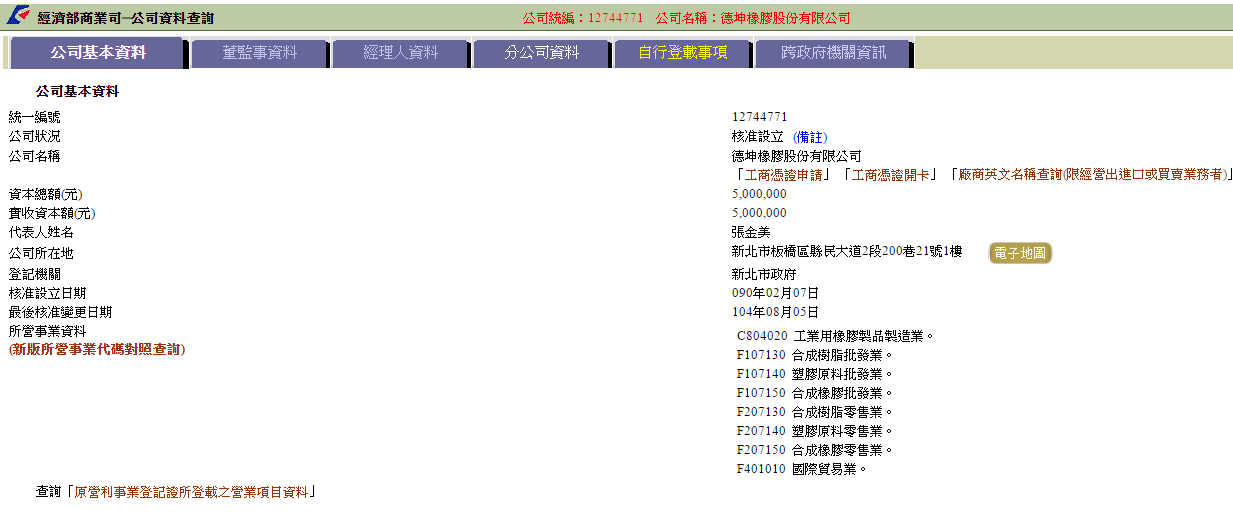 經濟部商業司─公司資料查詢 公司統編：12744771 公司名稱：德坤橡膠股份有限公司
公司基本資料 董監事資料 經理人資料 分公司資料 自行登載事項 跨政府機關資訊
公司基本資料
統一編號 12744771
公司狀況 核准設立 (備註)
公司名稱 德坤橡膠股份有限公司
「工商憑證申請」 「工商憑證開卡」 「廠商英文名稱查詢(限經營出進口或買賣業務者)」
資本總額(元) 5,000,000
實收資本額(元) 5,000,000
代表人姓名 張金美
公司所在地 新北市板橋區縣民大道2段200巷21號1樓 電子地圖
登記機關 新北市政府
核准設立日期 090年02月07日
最後核准變更日期 104年08月05日
所營事業資料
(新版所營事業代碼對照查詢)
C804020 工業用橡膠製品製造業。
F107130 合成樹脂批發業。
F107140 塑膠原料批發業。
F107150 合成橡膠批發業。
F207130 合成樹脂零售業。
F207140 塑膠原料零售業。
F207150 合成橡膠零售業。
F401010 國際貿易業。
查詢「原營利事業登記證所登載之營業項目資料」